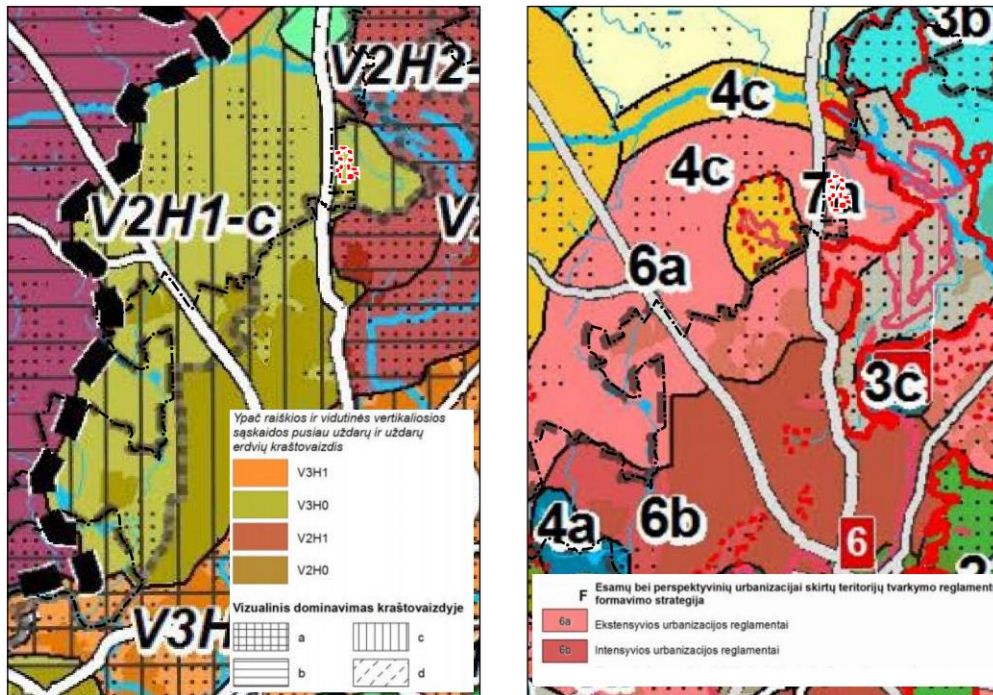 V2H2-
V2H1-c
V
Ypač raiškios ir vidutinės vertikaliosios
sąskaidos pusiau uždarų ir uždarų
erdvių kraštovaizdis
V3H1
V3H0
V2H1
V2H0
Vizualinis dominavimas kraštovaizdyje
a
c
b
d
V3H
3b
4c
4c
7a
6a
3c
4a
6b
6
2
F Esamų bei perspektyvinių urbanizacijai skirtų teritorijų tvarkymo reglament
formavimo strategija
6a Ekstensyvios urbanizacijos reglamentai
6b Intensyvios urbanizacijos reglamentai